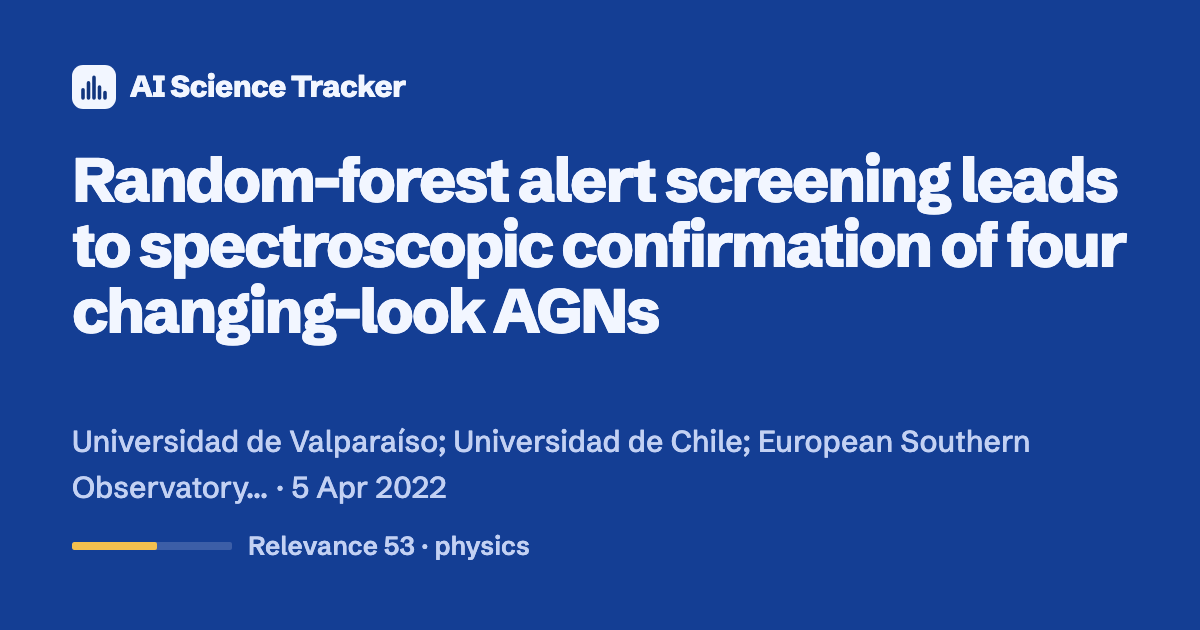 AI Science Tracker
Random-forest alert screening leads
to spectroscopic confirmation of four
changing-look AGNs
Universidad de Valparaíso; Universidad de Chile; European Southern
Observatory... · 5 Apr 2022
Relevance 53 · physics